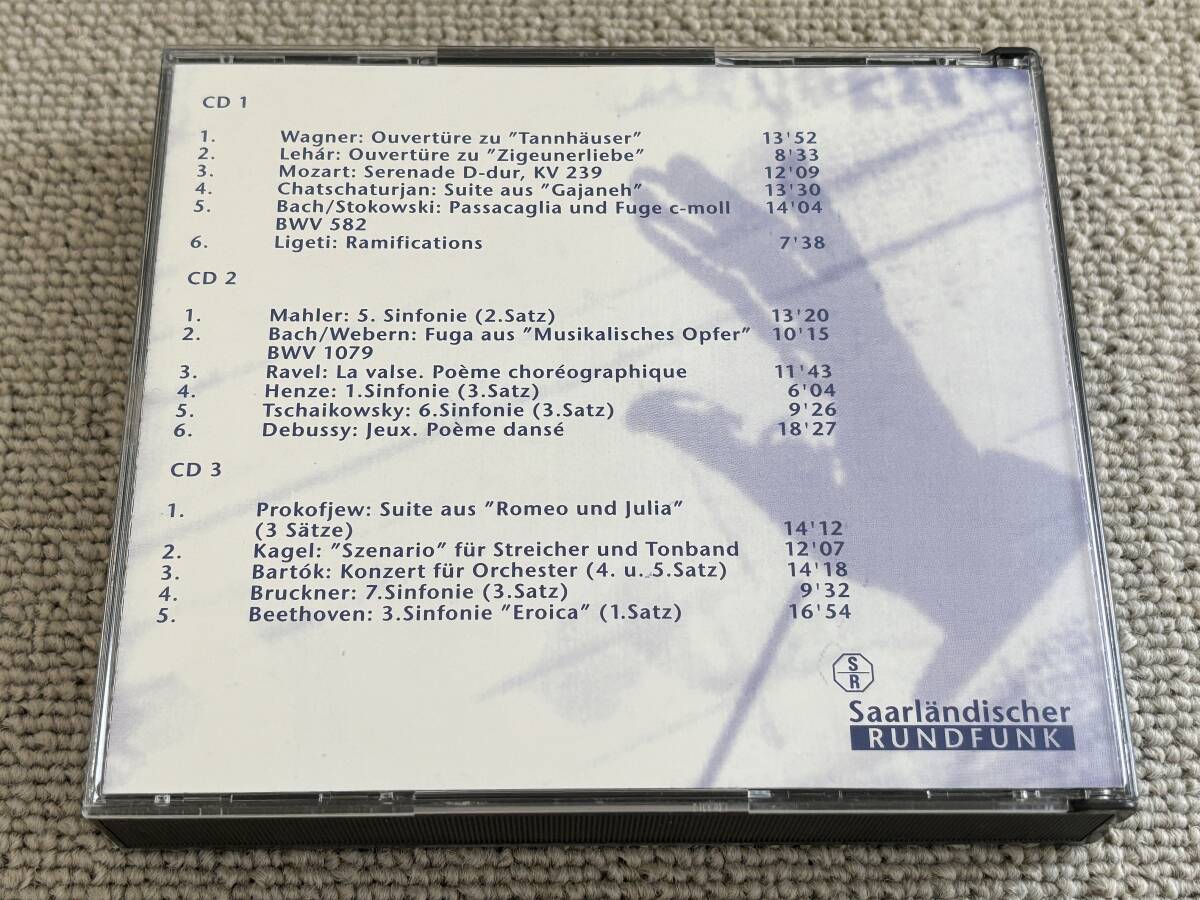 CD 1
1. Wagner: Ouvertüre zu "Tannhäuser" 13'52
2. Lehár: Ouvertüre zu "Zigeunerliebe" 8'33
3. Mozart: Serenade D-dur, KV 239 12'09
4. Chatschaturjan: Suite aus "Gajaneh" 13'30
5. Bach/Stokowski: Passacaglia und Fuge c-moll 14'04
BWV 582
6. Ligeti: Ramifications 7'38
CD 2
1. Mahler: 5. Sinfonie (2.Satz) 13'20
2. Bach/Webern: Fuga aus "Musikalisches Opfer" 10'15
BWV 1079
3. Ravel: La valse. Poème choréographique 11'43
4. Henze: 1.Sinfonie (3.Satz) 6'04
5. Tschaikowsky: 6.Sinfonie (3.Satz) 9'26
6. Debussy: Jeux. Poème dansé 18'27
CD 3
1. Prokofjew: Suite aus "Romeo und Julia"
(3 Sätze) 14'12
2. Kagel: "Szenario" für Streicher und Tonband 12'07
3. Bartók: Konzert für Orchester (4. u. 5.Satz) 14'18
4. Bruckner: 7.Sinfonie (3.Satz) 9'32
5. Beethoven: 3.Sinfonie "Eroica" (1.Satz) 16'54
S
R
Saarländischer
RUNDFUNK